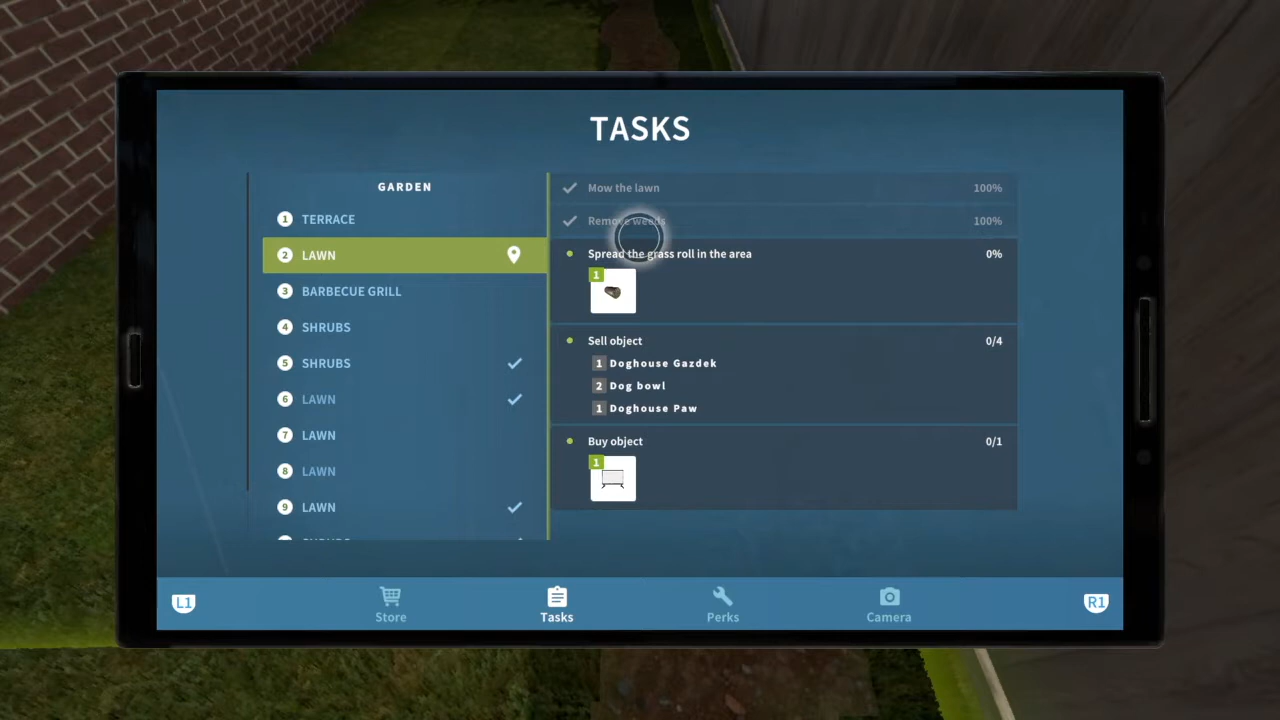 TASKS
GARDEN
1 TERRACE
2 LAWN
3 BARBECUE GRILL
4 SHRUBS
5 SHRUBS
6 LAWN
7 LAWN
8 LAWN
9 LAWN
Mow the lawn 100%
Remove weeds 100%
Spread the grass roll in the area 0%
1
Sell object 0/4
1 Doghouse Gazdek
2 Dog bowl
1 Doghouse Paw
Buy object 0/1
1
L1
Store
Tasks
Perks
Camera
R1